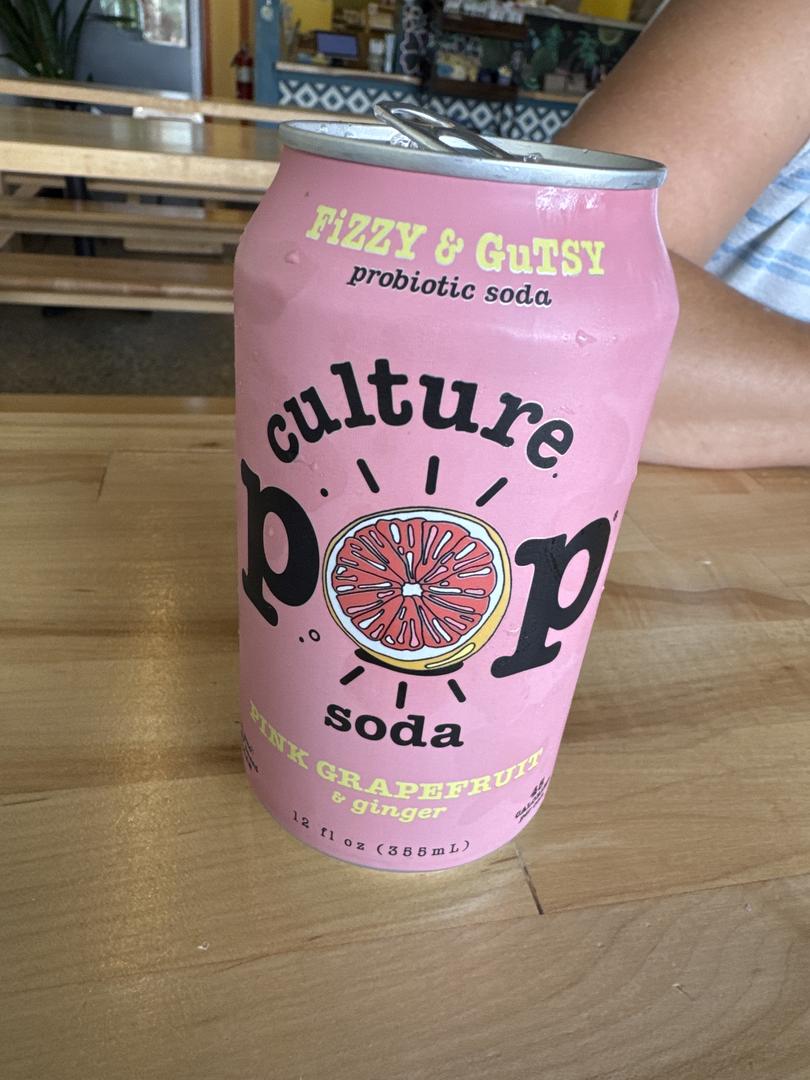 FiZZY & GuTSY
probiotic soda
culture
pop
soda
PINK GRAPEFRUIT
& ginger
12 fl oz (355mL)